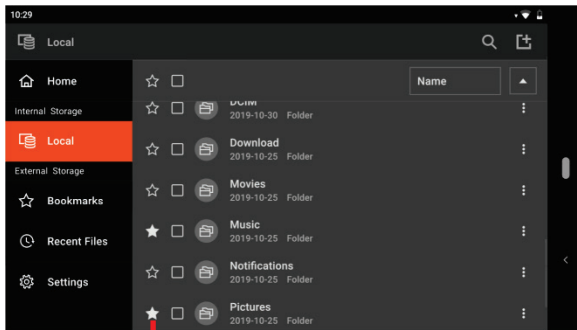 10:29
Local
Home
Name
Internal Storage
DCIM
2019-10-30 Folder
Local
Download
2019-10-25 Folder
External Storage
Movies
2019-10-25 Folder
Bookmarks
Music
2019-10-25 Folder
Recent Files
Notifications
2019-10-25 Folder
Settings
Pictures
2019-10-25 Folder